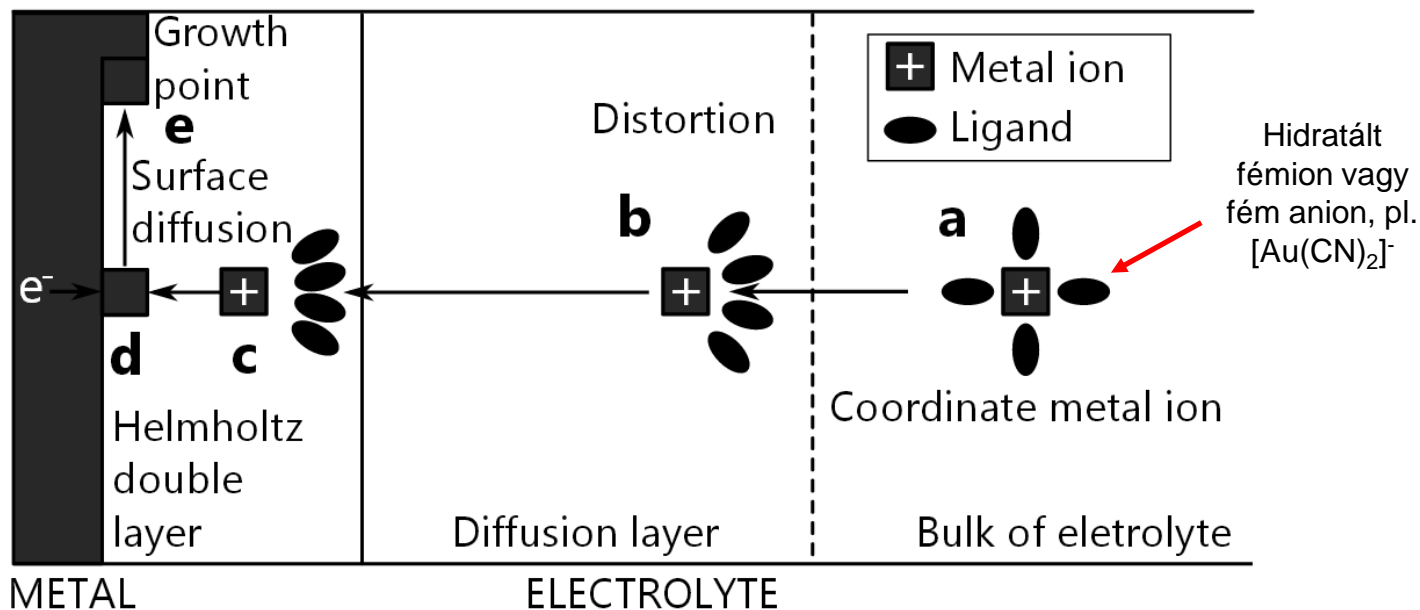 Growth
point
e
Surface
diffusion
e⁻
d
c
+
Helmholtz
double
layer
Distortion
b
+
Diffusion layer
+ Metal ion
Ligand
a
+
Coordinate metal ion
Bulk of eletrolyte
Hidratált
fémion vagy
fém anion, pl.
[Au(CN)₂]⁻
METAL
ELECTROLYTE